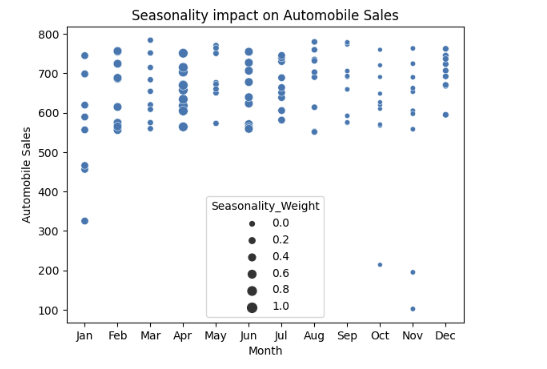 Seasonality impact on Automobile Sales
800
700
600
500
400
300
200
100
Automobile Sales
Seasonality_Weight
0.0
0.2
0.4
0.6
0.8
1.0
Jan Feb Mar Apr May Jun Jul Aug Sep Oct Nov Dec
Month